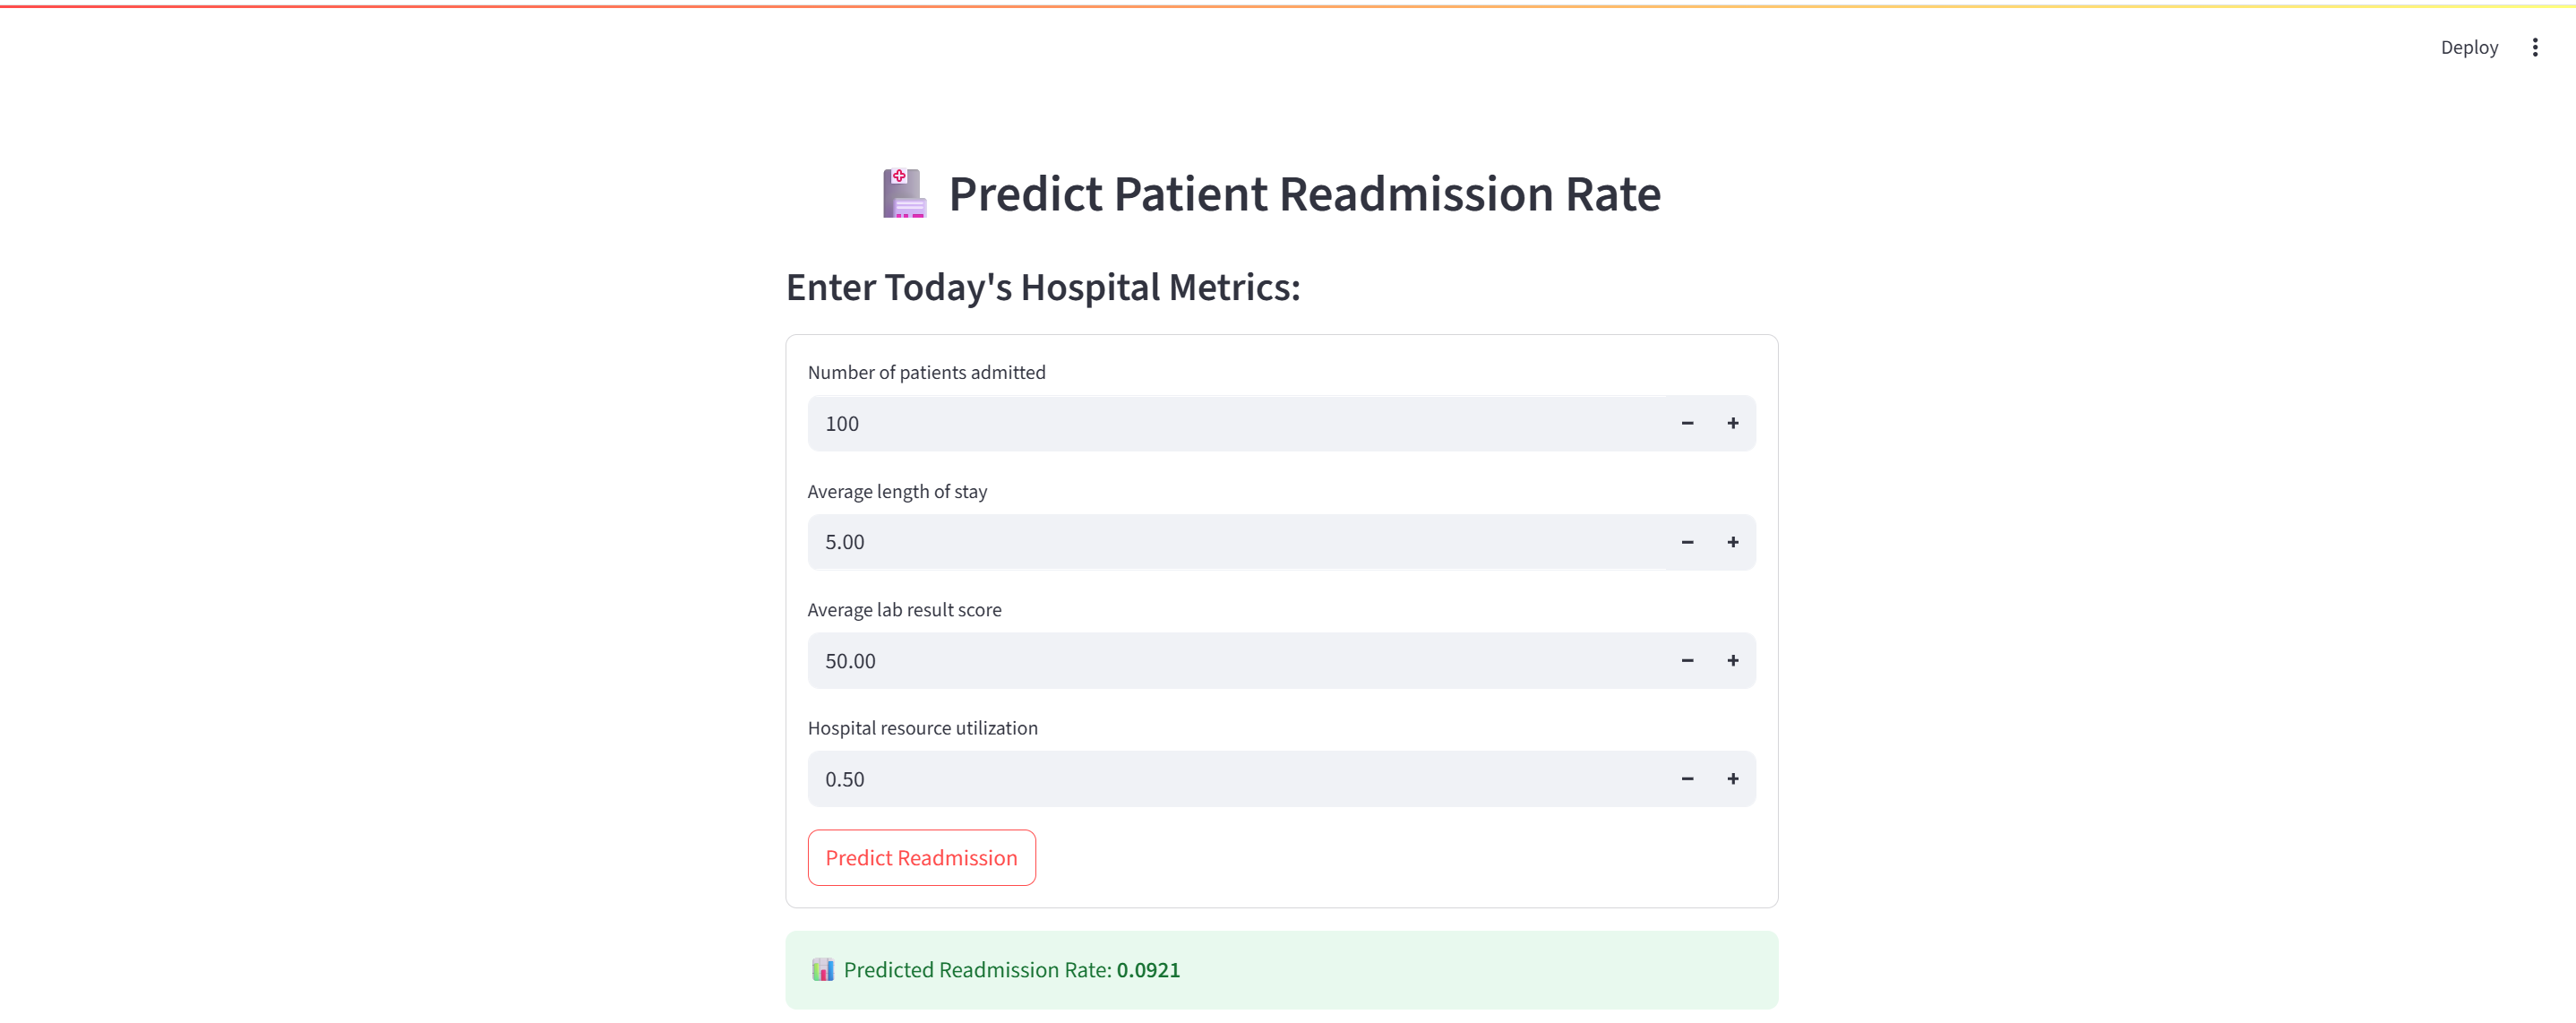 Deploy
Predict Patient Readmission Rate
Enter Today's Hospital Metrics:
Number of patients admitted
100
Average length of stay
5.00
Average lab result score
50.00
Hospital resource utilization
0.50
Predict Readmission
Predicted Readmission Rate: 0.0921